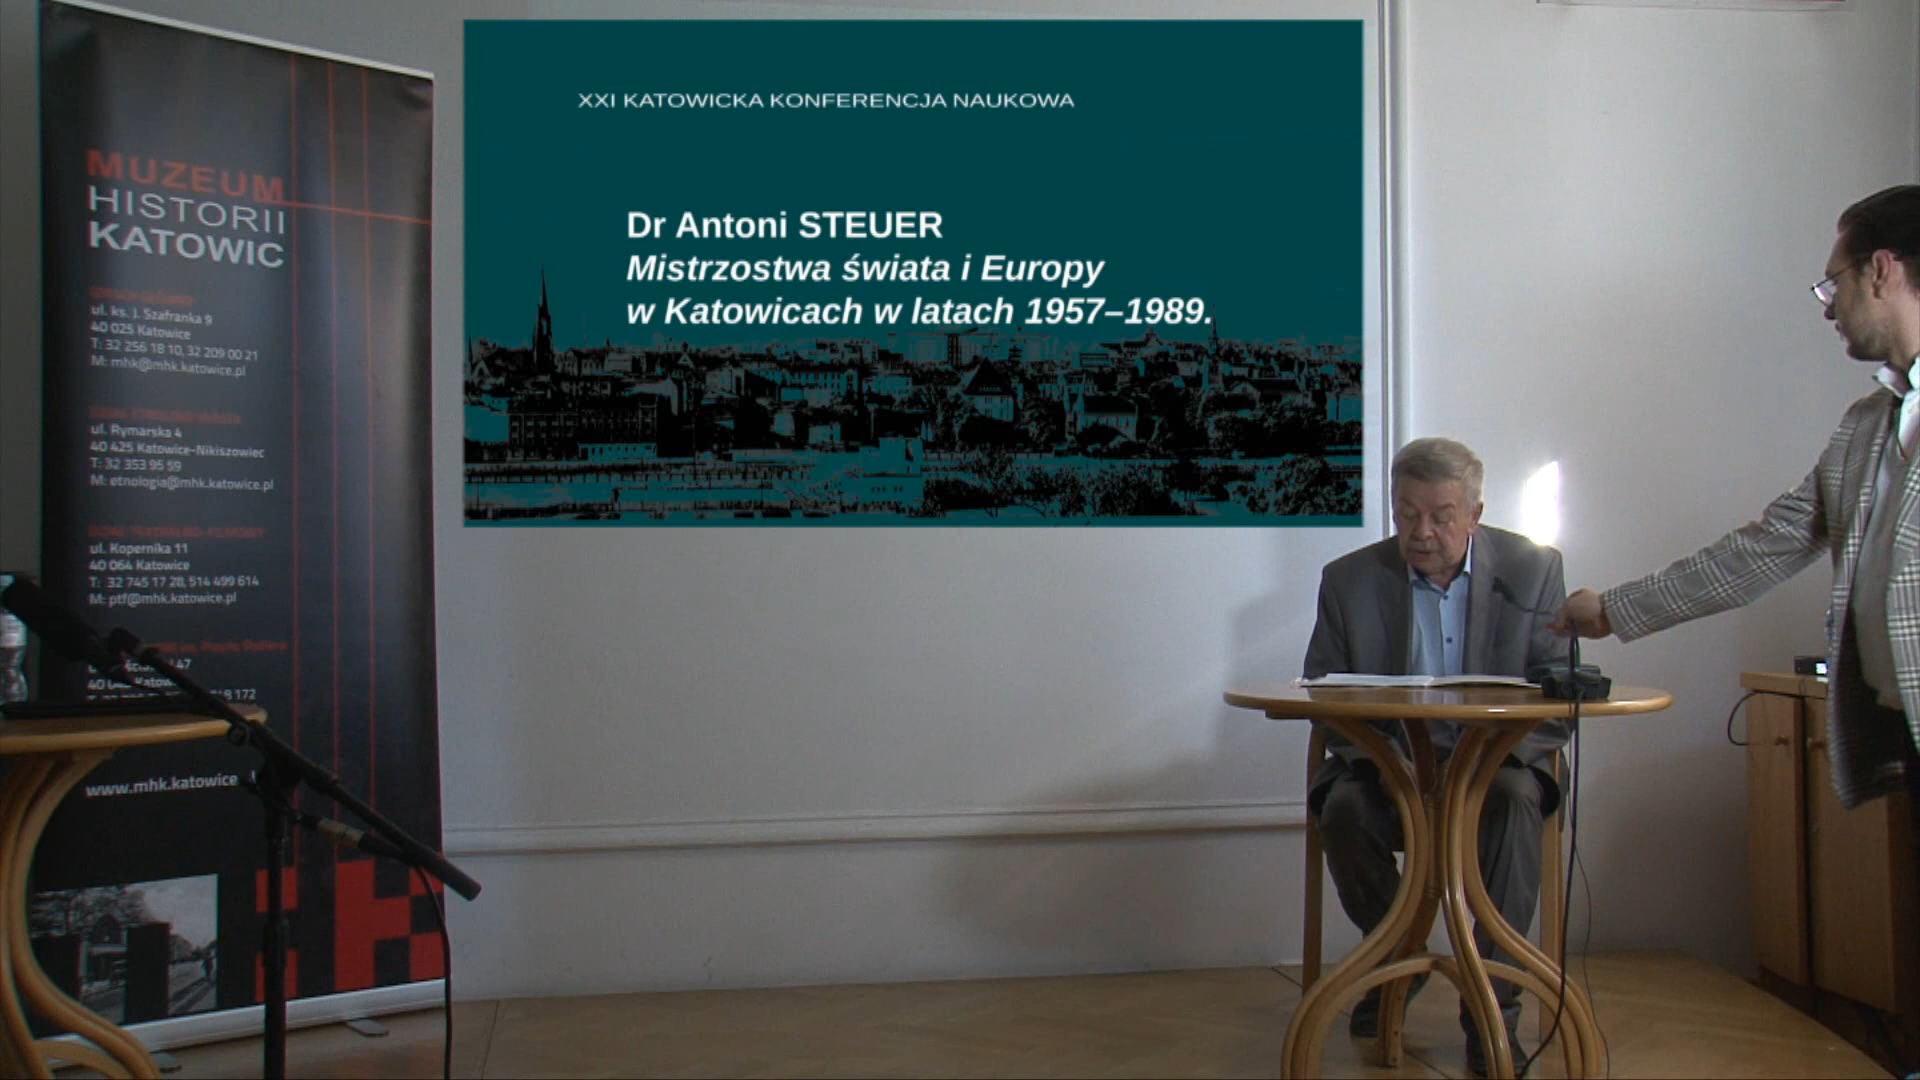 MUZEUM
HISTORII
KATOWIC
ul. ks. J. Szafranka 9
40 025 Katowice
T: 32 256 18 10, 32 209 00 21
M: mhk@mhk.katowice.pl
ul. Rymarska 4
40 425 Katowice-Nikiszowiec
T: 32 353 95 59
M: etnologia@mhk.katowice.pl
ul. Kopernika 11
40 064 Katowice
T: 32 745 17 28, 514 499 614
M: ptf@mhk.katowice.pl
47
40
172
www.mhk.katowice
XXI KATOWICKA KONFERENCJA NAUKOWA
Dr Antoni STEUER
Mistrzostwa świata i Europy
w Katowicach w latach 1957–1989.